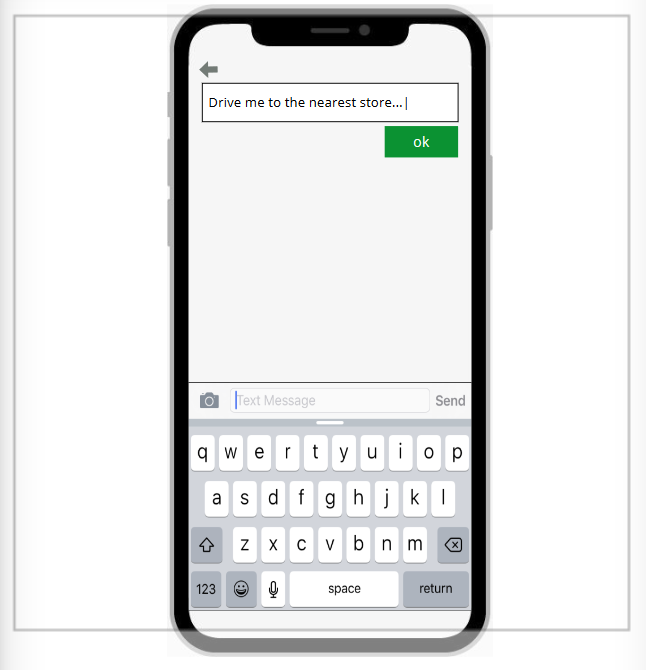 Drive me to the nearest store...|
ok
Text Message
Send
q w e r t y u i o p
a s d f g h j k l
z x c v b n m
123 space return